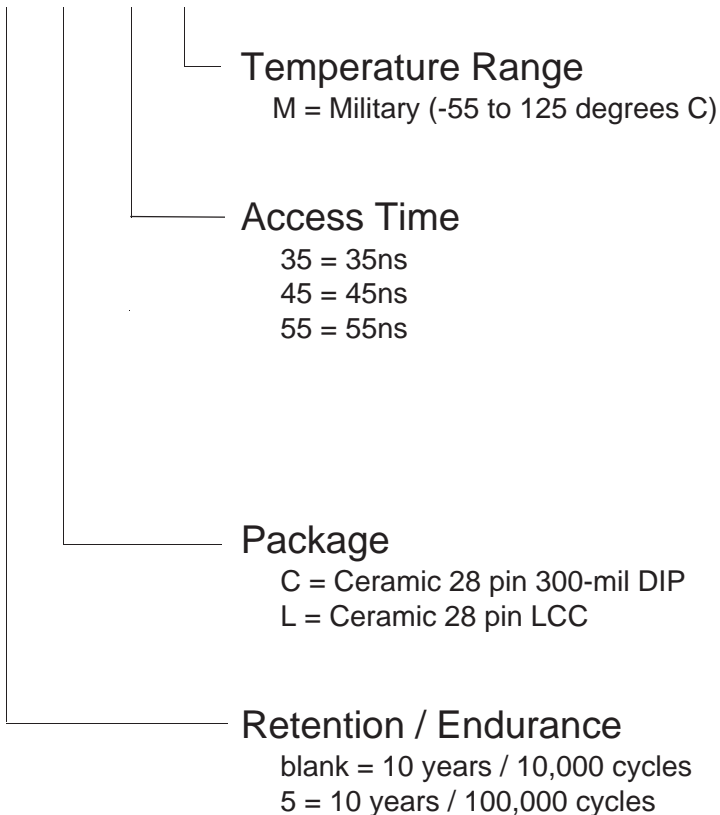 Temperature Range
M = Military (-55 to 125 degrees C)
Access Time
35 = 35ns
45 = 45ns
55 = 55ns
Package
C = Ceramic 28 pin 300-mil DIP
L = Ceramic 28 pin LCC
Retention / Endurance
blank = 10 years / 10,000 cycles
5 = 10 years / 100,000 cycles